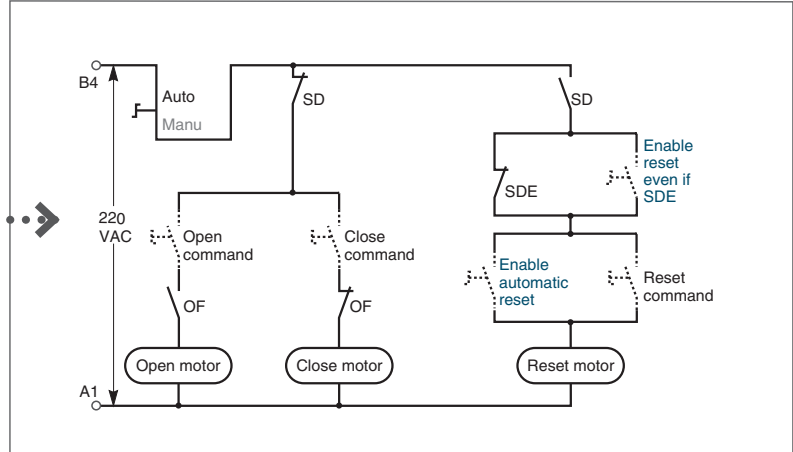 B4
Auto
Manu
SD
SD
Enable
reset
even if
SDE
SDE
220
VAC
Open
command
Close
command
Enable
automatic
reset
Reset
command
OF
OF
Open motor
Close motor
Reset motor
A1